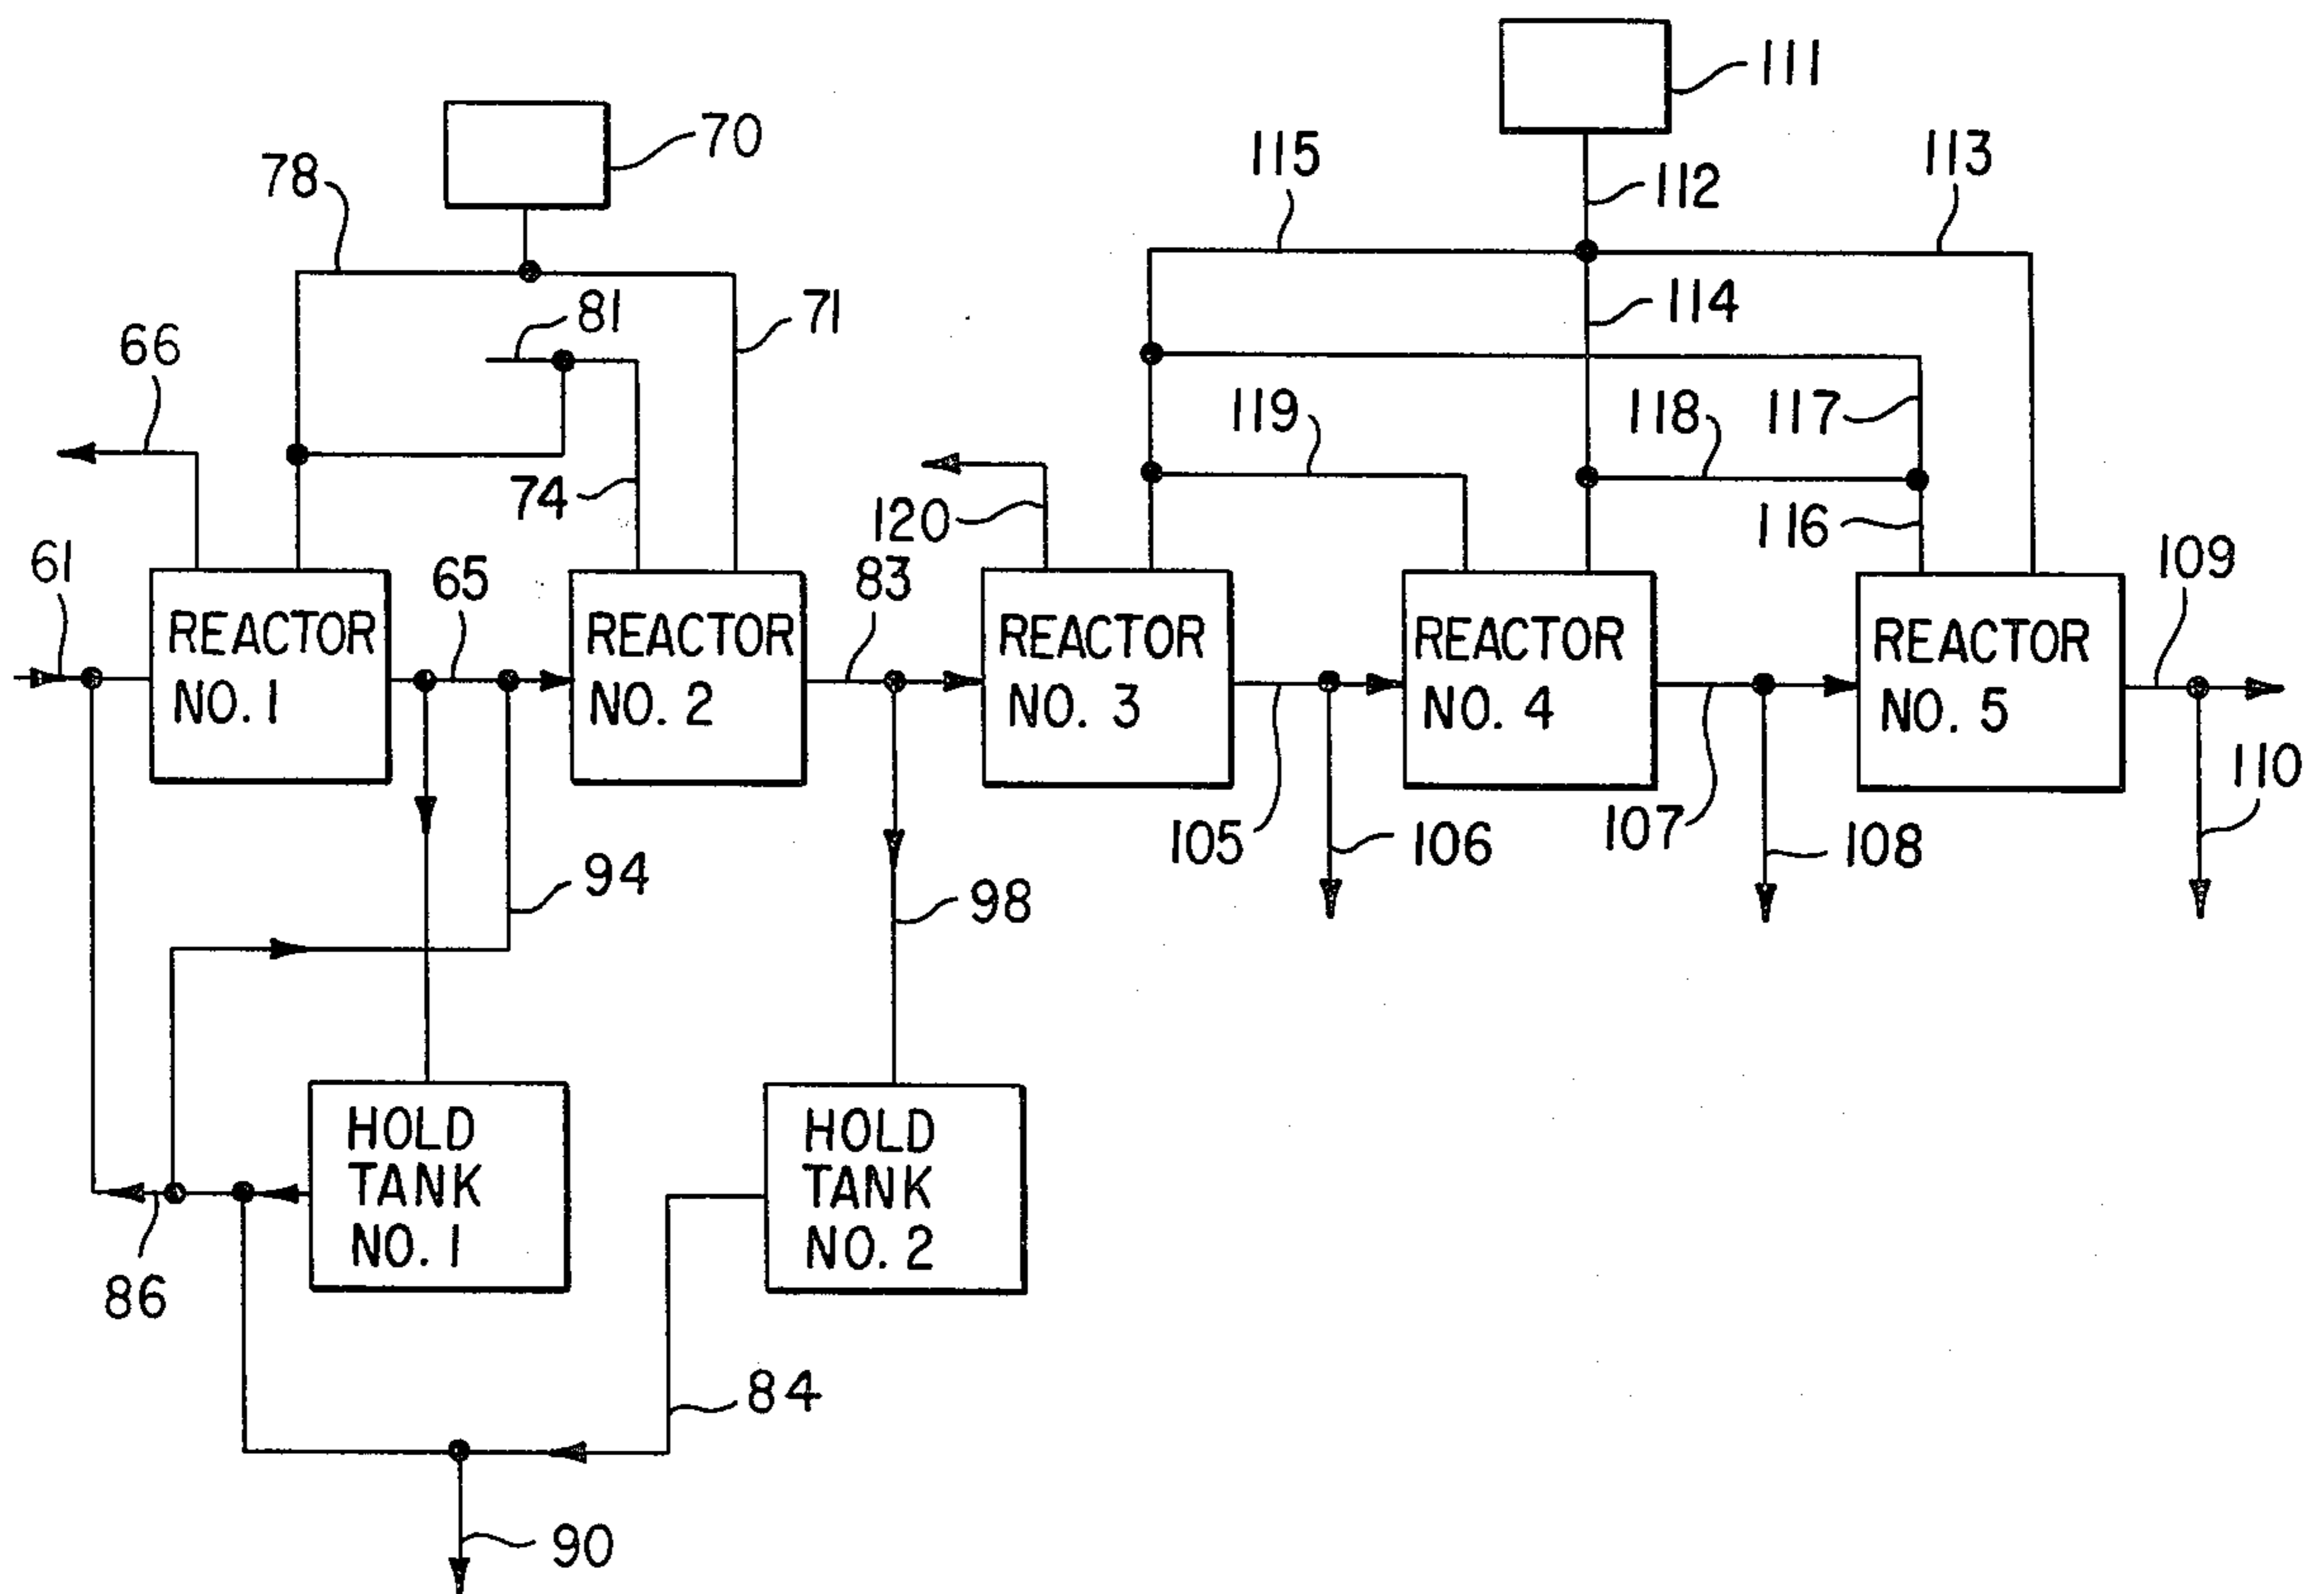 111
70
115
113
78
112
81
71
114
66
119
118
117
74
120
116
61
65
83
109
REACTOR
NO. 1
REACTOR
NO. 2
REACTOR
NO. 3
REACTOR
NO. 4
REACTOR
NO. 5
110
105
106
107
108
94
98
HOLD
TANK
NO. 1
HOLD
TANK
NO. 2
86
84
90